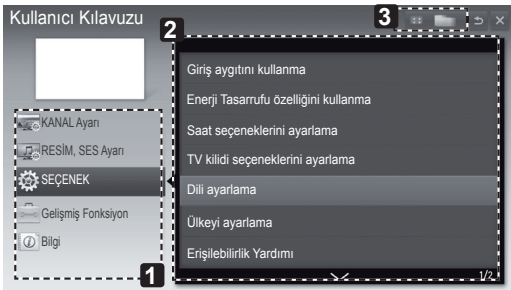 Kullanıcı Kılavuzu
2
3
KANAL Ayarı
RESİM, SES Ayarı
SEÇENEK
Gelişmiş Fonksiyon
Bilgi
1
Giriş aygıtını kullanma
Enerji Tasarrufu özelliğini kullanma
Saat seçeneklerini ayarlama
TV kilidi seçeneklerini ayarlama
Dili ayarlama
Ülkeyi ayarlama
Erişilebilirlik Yardımı
1/2